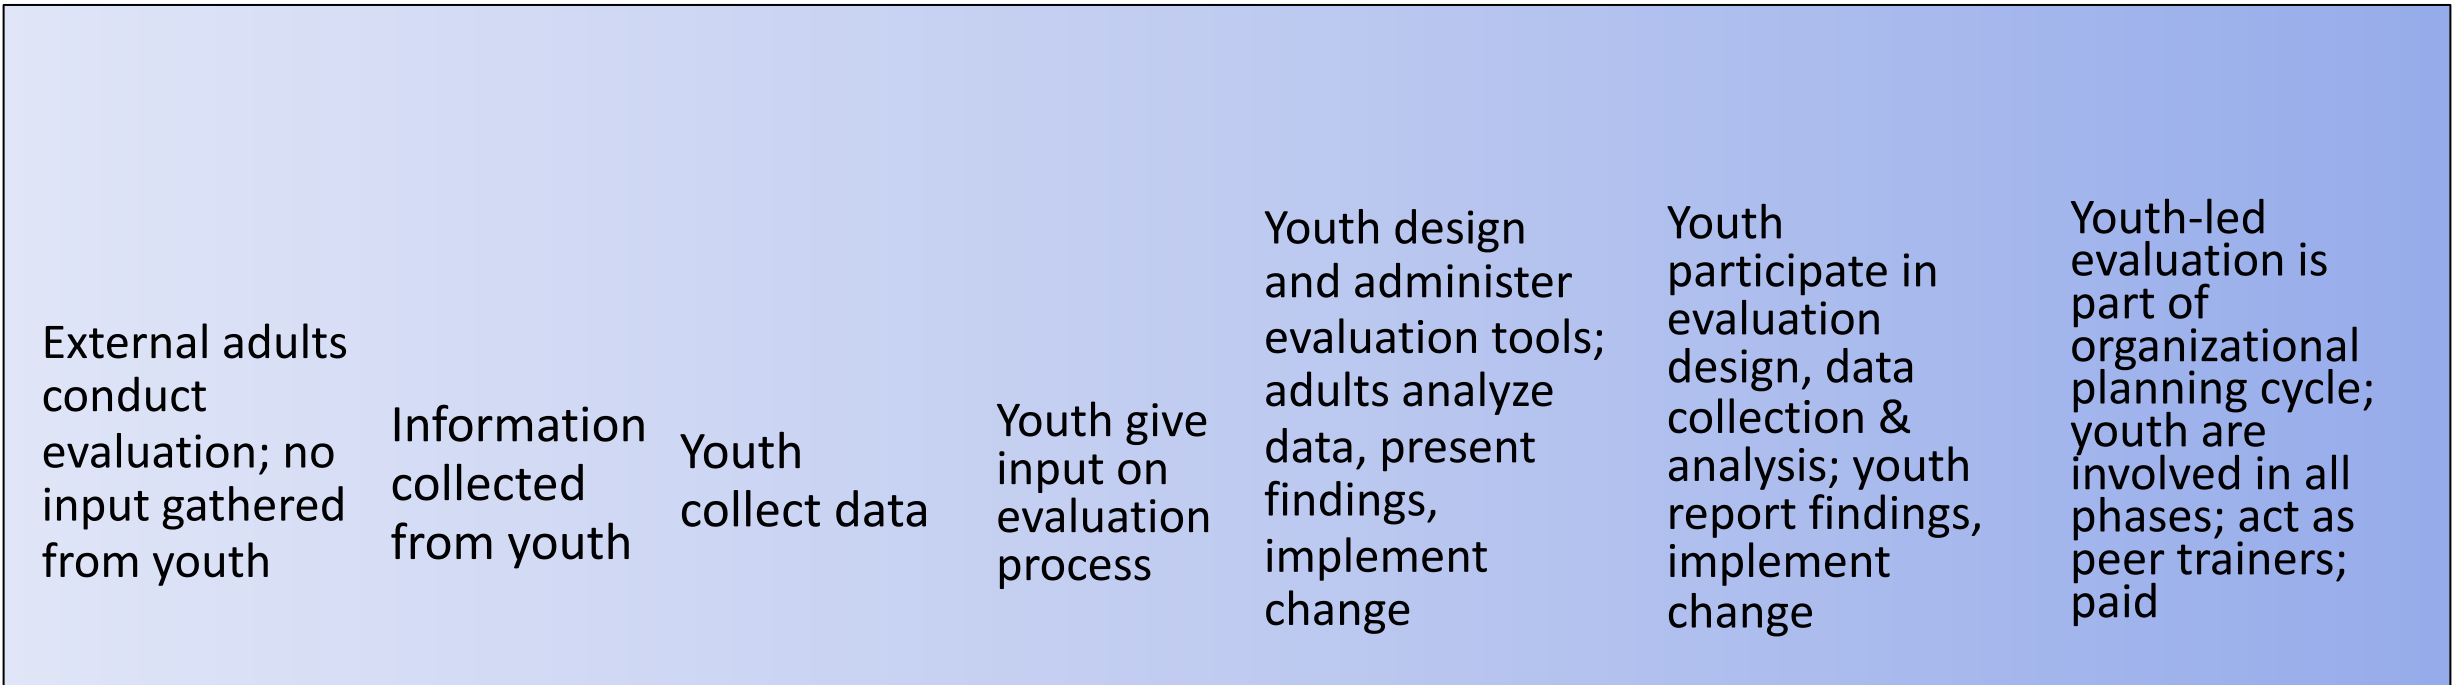 External adults
conduct
evaluation; no
input gathered
from youth
Information
collected
from youth
Youth
collect data
Youth give
input on
evaluation
process
Youth design
and administer
evaluation tools;
adults analyze
data, present
findings,
implement
change
Youth
participate in
evaluation
design, data
collection &
analysis; youth
report findings,
implement
change
Youth-led
evaluation is
part of
organizational
planning cycle;
youth are
involved in all
phases; act as
peer trainers;
paid